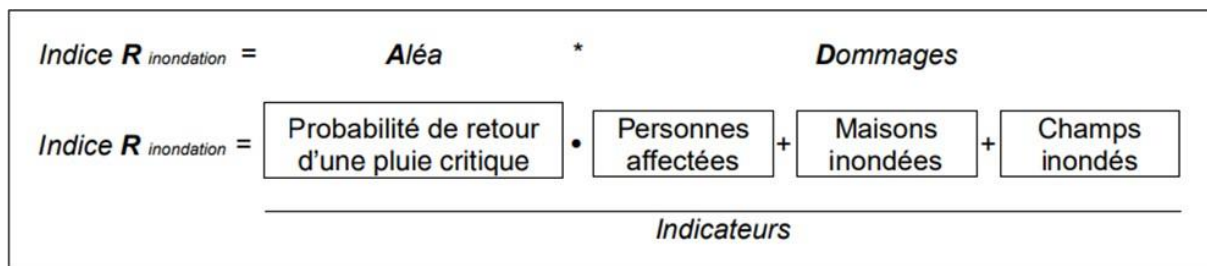 Indice R inondation = Aléa * Dommages
Indice R inondation = Probabilité de retour d'une pluie critique • Personnes affectées + Maisons inondées + Champs inondés
Indicateurs